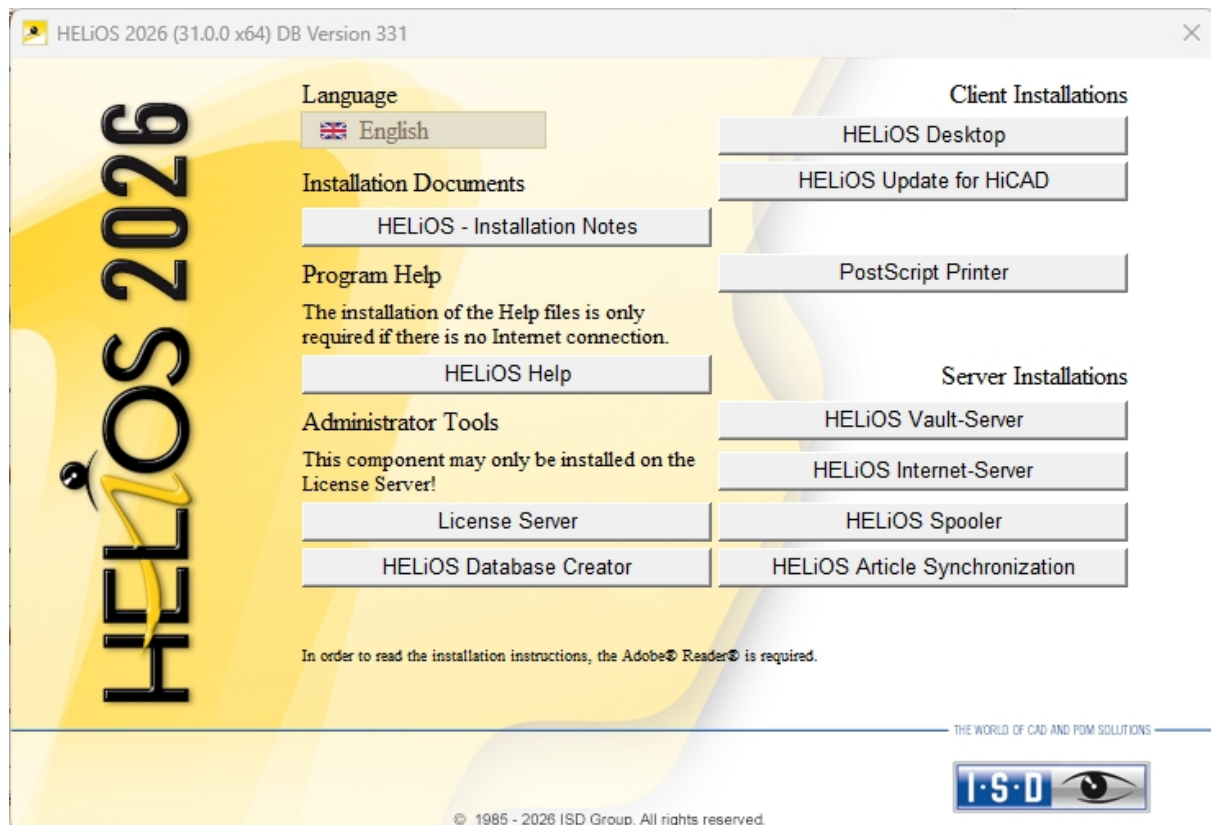 HELiOS 2026 (31.0.0 x64) DB Version 331
HELiOS 2026
Language
English
Installation Documents
HELiOS - Installation Notes
Program Help
The installation of the Help files is only
required if there is no Internet connection.
HELiOS Help
Administrator Tools
This component may only be installed on the
License Server!
License Server
HELiOS Database Creator
Client Installations
HELiOS Desktop
HELiOS Update for HiCAD
PostScript Printer
Server Installations
HELiOS Vault-Server
HELiOS Internet-Server
HELiOS Spooler
HELiOS Article Synchronization
In order to read the installation instructions, the Adobe® Reader® is required.
THE WORLD OF CAD AND PDM SOLUTIONS
I·S·D
© 1985 - 2026 ISD Group. All rights reserved.